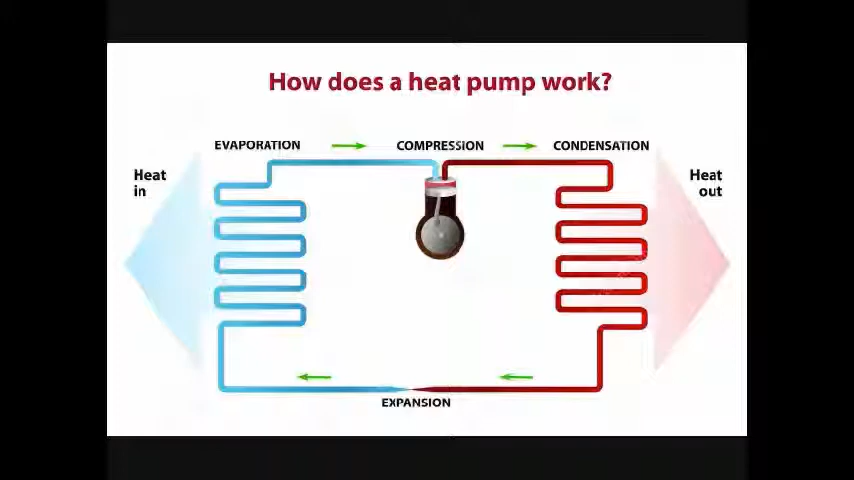 How does a heat pump work?
EVAPORATION
COMPRESSION
CONDENSATION
Heat
in
Heat
out
EXPANSION